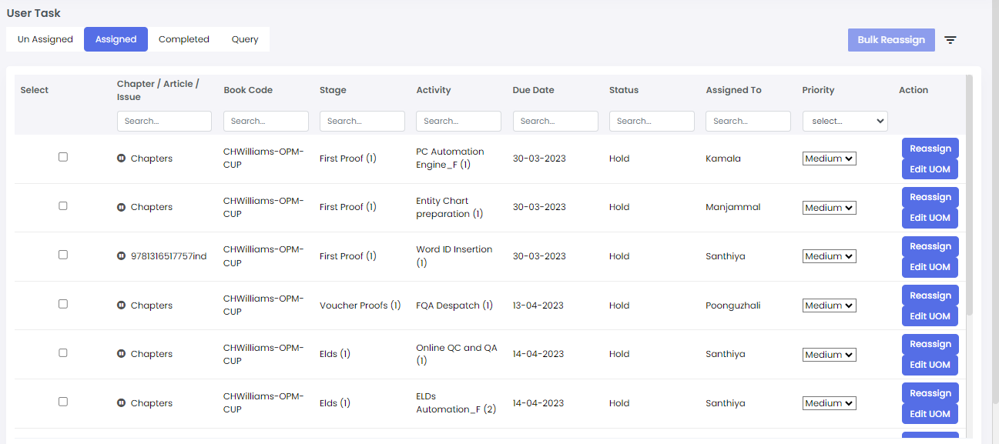 User Task
Un Assigned Assigned Completed Query Bulk Reassign
Select Chapter / Article / Issue Book Code Stage Activity Due Date Status Assigned To Priority Action
Search... Search... Search... Search... Search... Search... Search... select...
Chapters CHWilliams-OPM-CUP First Proof (1) PC Automation Engine_F (1) 30-03-2023 Hold Kamala Medium Reassign Edit UOM
Chapters CHWilliams-OPM-CUP First Proof (1) Entity Chart preparation (1) 30-03-2023 Hold Manjammal Medium Reassign Edit UOM
9781316517757ind CHWilliams-OPM-CUP First Proof (1) Word ID Insertion (1) 30-03-2023 Hold Santhiya Medium Reassign Edit UOM
Chapters CHWilliams-OPM-CUP Voucher Proofs (1) FQA Despatch (1) 13-04-2023 Hold Poonguzhali Medium Reassign Edit UOM
Chapters CHWilliams-OPM-CUP Elds (1) Online QC and QA (1) 14-04-2023 Hold Santhiya Medium Reassign Edit UOM
Chapters CHWilliams-OPM-CUP Elds (1) ELDs Automation_F (2) 14-04-2023 Hold Santhiya Medium Reassign Edit UOM